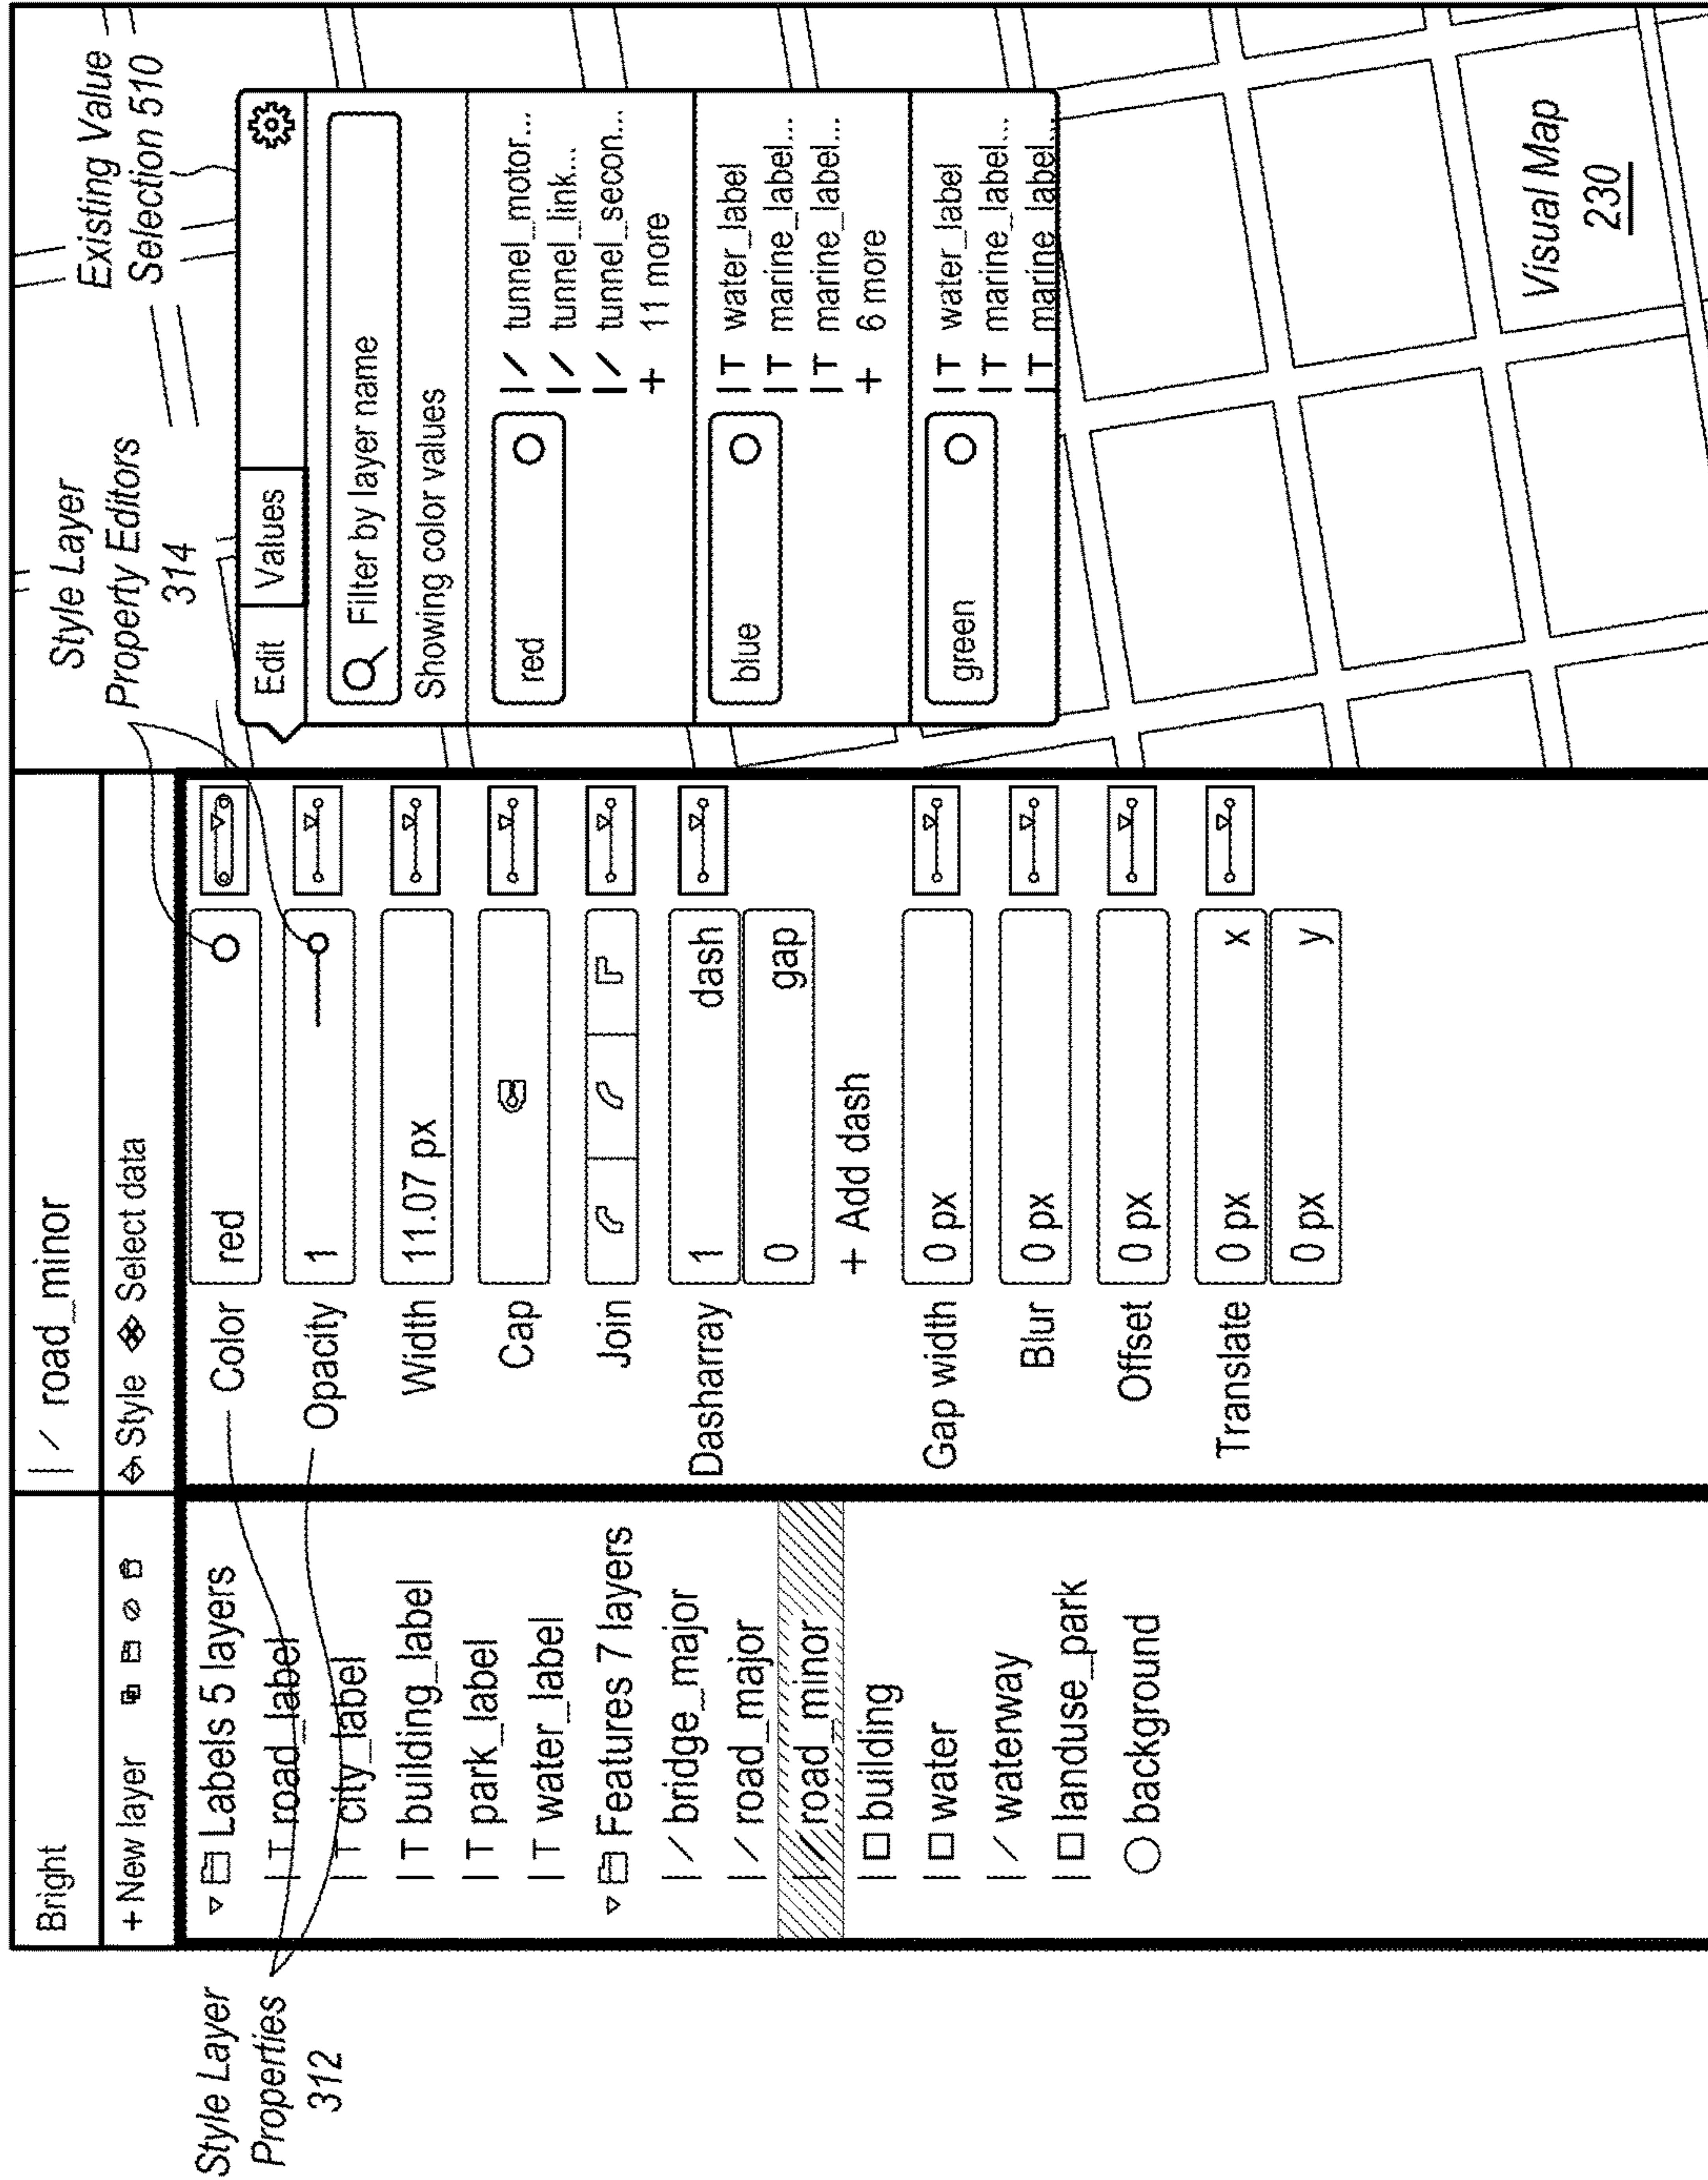 Style Layer
Properties
312
Bright
+ New layer
Labels 5 layers
T road_label
T city_label
T building_label
T park_label
T water_label
Features 7 layers
bridge_major
road_major
road_minor
building
water
waterway
landuse_park
background
road_minor
Style Select data
Color red
Opacity 1
Width 11.07 px
Cap
Join
Dasharray 1 dash
0 gap
+ Add dash
Gap width 0 px
Blur 0 px
Offset 0 px
Translate 0 px x
0 px y
Style Layer
Property Editors
314
Existing Value
Selection 510
Edit Values
Filter by layer name
Showing color values
red
tunnel_motor...
tunnel_link...
tunnel_secon...
+ 11 more
blue
T water_label
T marine_label...
T marine_label...
+ 6 more
green
T water_label
T marine_label...
T marine_label...
Visual Map
230